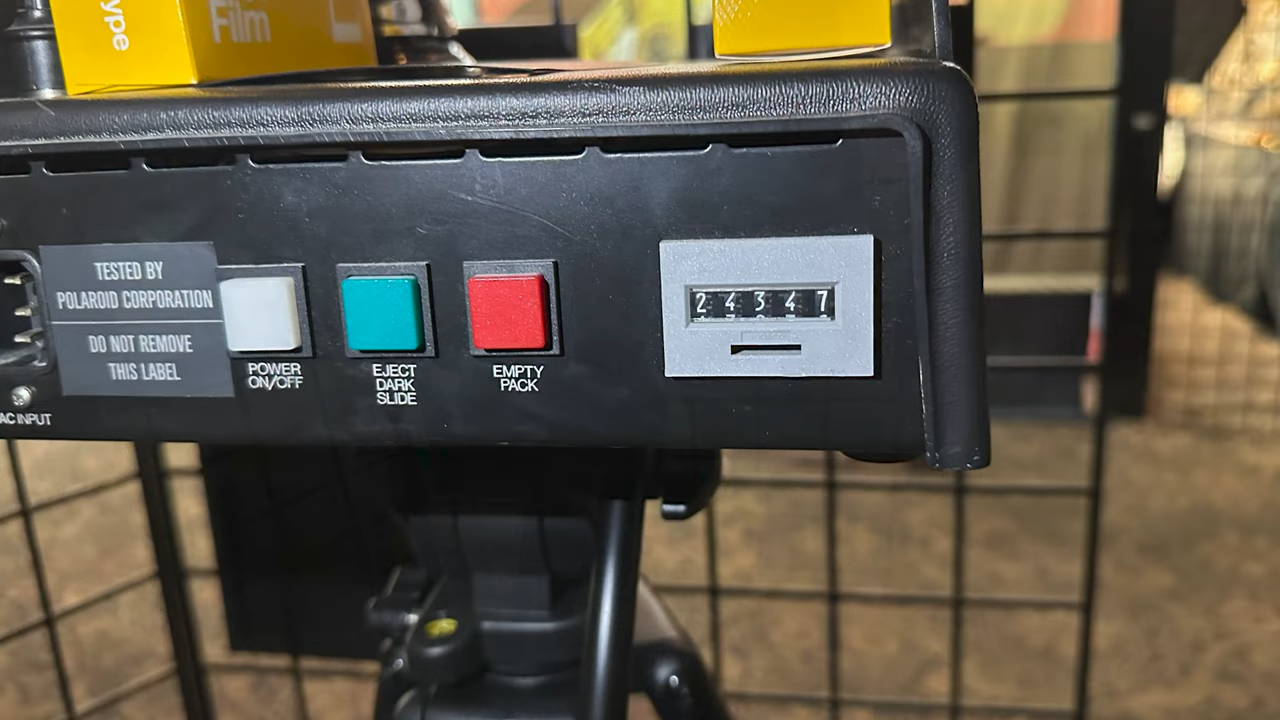 ype
Film
TESTED BY
POLAROID CORPORATION
DO NOT REMOVE
THIS LABEL
AC INPUT
POWER
ON/OFF
EJECT
DARK
SLIDE
EMPTY
PACK
24347